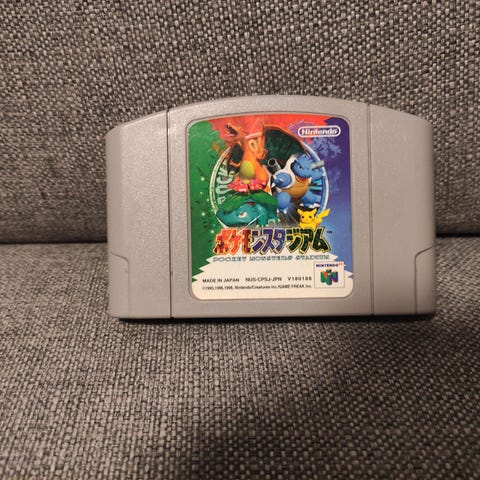 Nintendo
ポケモンスタジアム
POCKET MONSTERS STADIUM
NINTENDO 64
MADE IN JAPAN NUS-CPSJ-JPN V180188
©1995,1996,1998, Nintendo/Creatures inc./GAME FREAK inc.